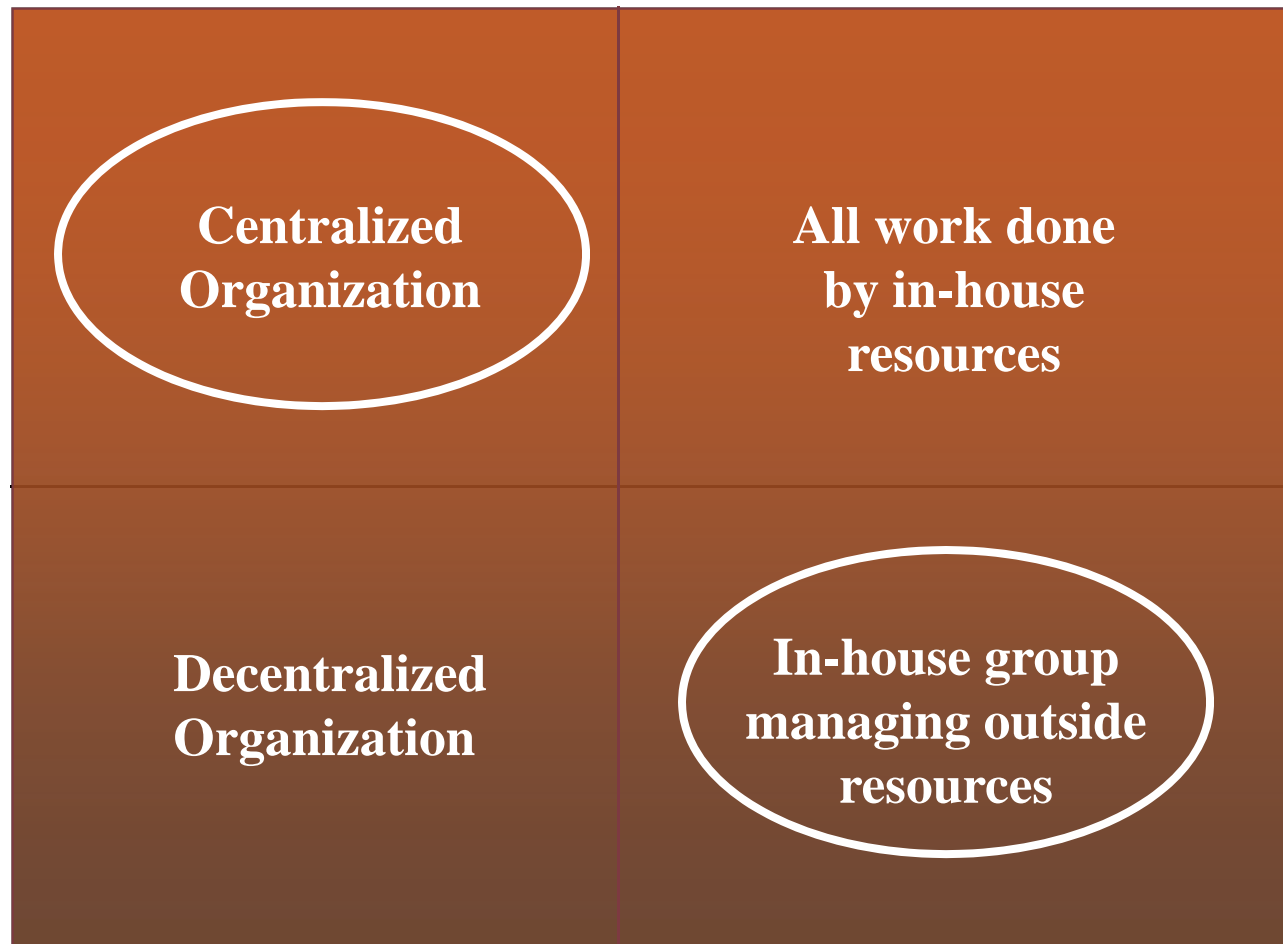 Centralized
Organization
All work done
by in-house
resources
Decentralized
Organization
In-house group
managing outside
resources